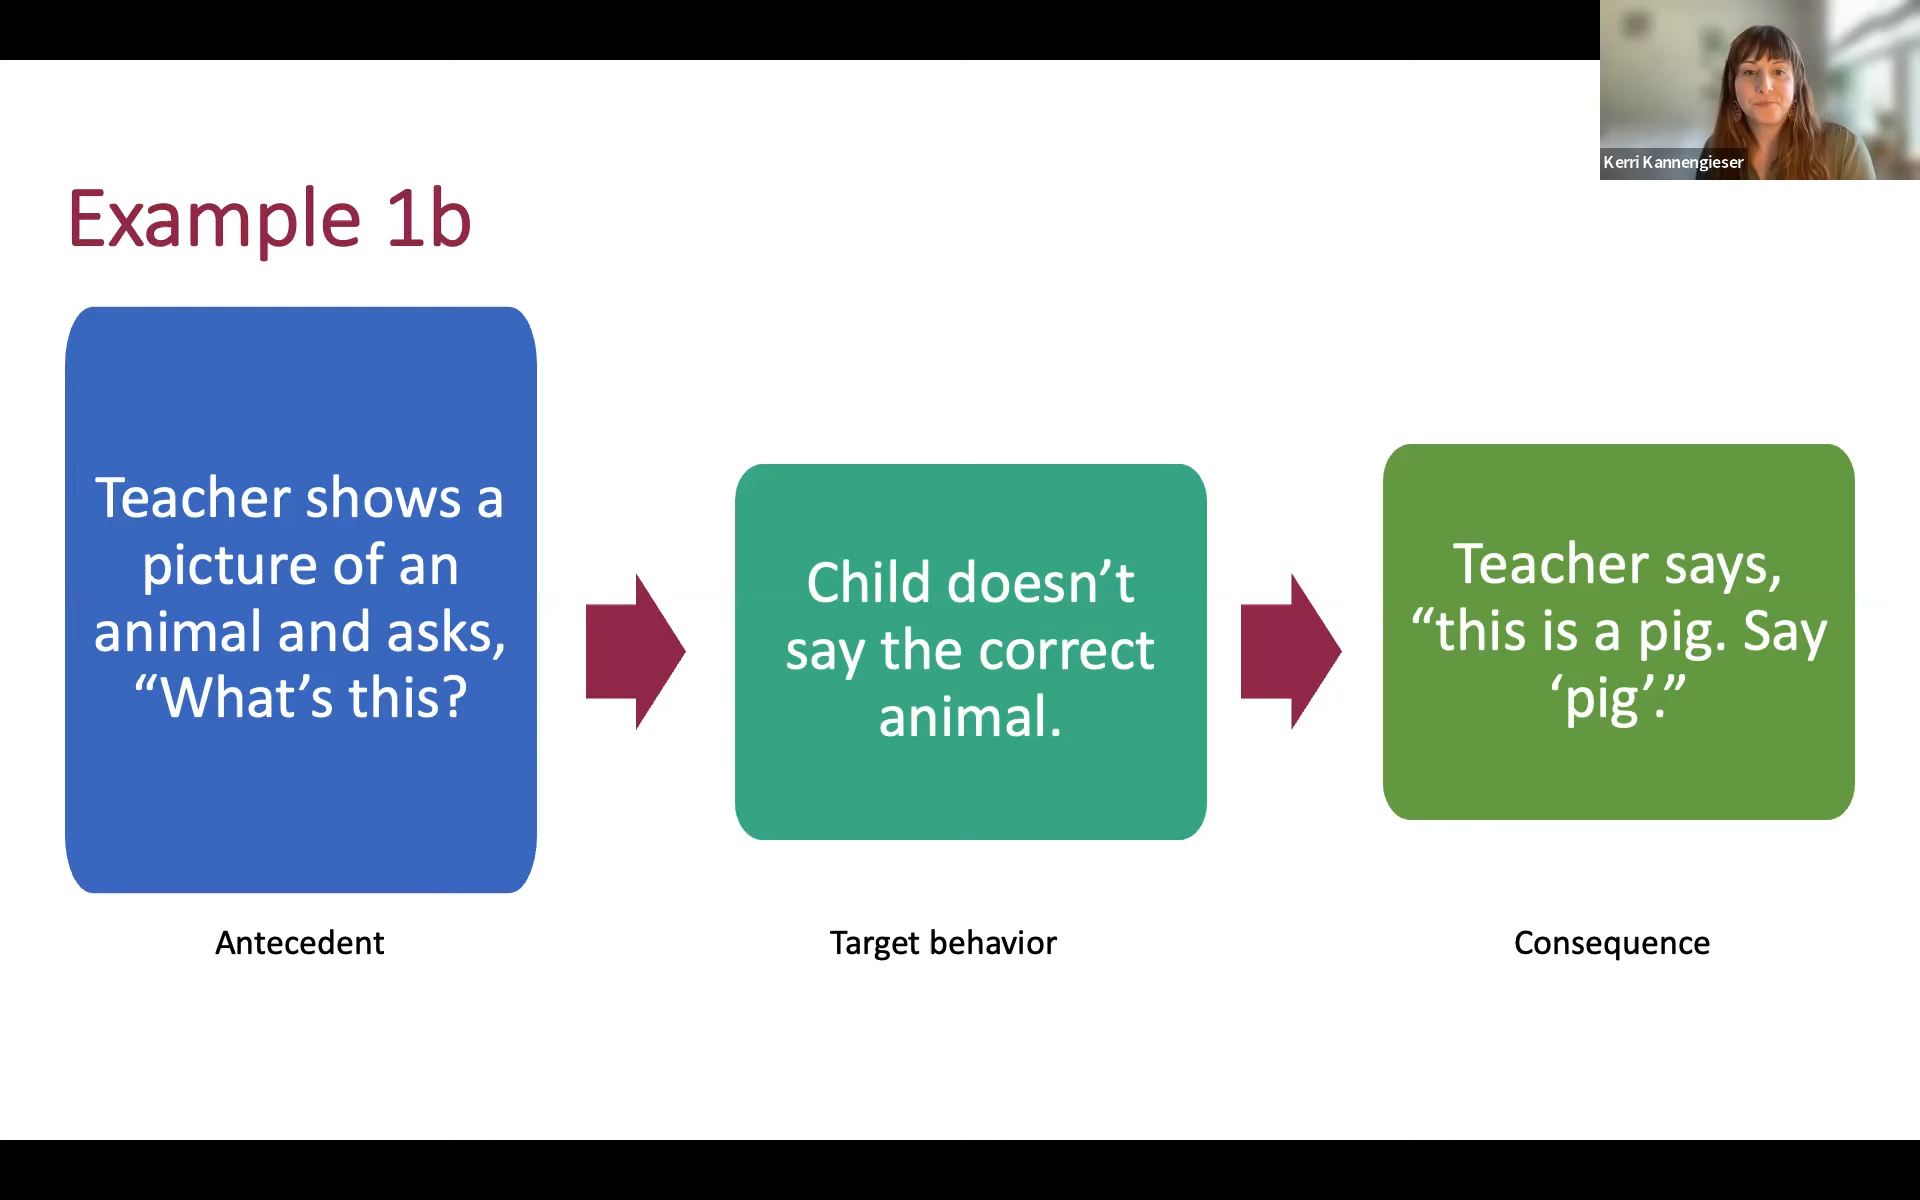 Kerri Kannengieser
Example 1b
Teacher shows a
picture of an
animal and asks,
“What’s this?
Child doesn’t
say the correct
animal.
Teacher says,
“this is a pig. Say
‘pig’.”
Antecedent
Target behavior
Consequence